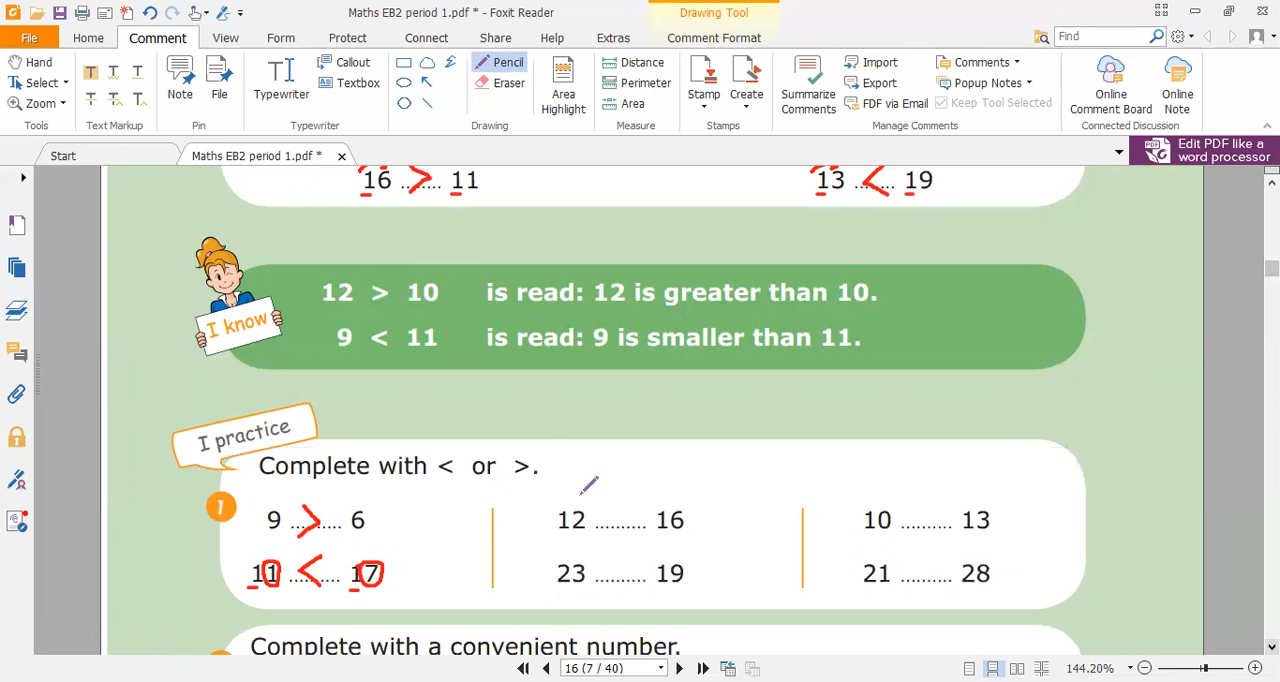 Maths EB2 period 1.pdf * - Foxit Reader
Drawing Tool
File Home Comment View Form Protect Connect Share Help Extras Comment Format
Find
Hand
Select
Zoom
Tools
Text Markup
Note
File
Pin
Typewriter
Callout
Textbox
Typewriter
Pencil
Eraser
Area Highlight
Drawing
Distance
Perimeter
Area
Measure
Stamp
Create
Stamps
Summarize Comments
Import
Export
FDF via Email
Comments
Popup Notes
Keep Tool Selected
Manage Comments
Online Comment Board
Online Note
Connected Discussion
Start
Maths EB2 period 1.pdf *
Edit PDF like a
word processor
16 ...>... 11
13 ...<... 19
I know
12 > 10 is read: 12 is greater than 10.
9 < 11 is read: 9 is smaller than 11.
I practice
Complete with < or >.
1
9 ...>... 6
12 .......... 16
10 .......... 13
11 ...<... 17
23 .......... 19
21 .......... 28
Complete with a convenient number.
16 (7 / 40)
144.20%